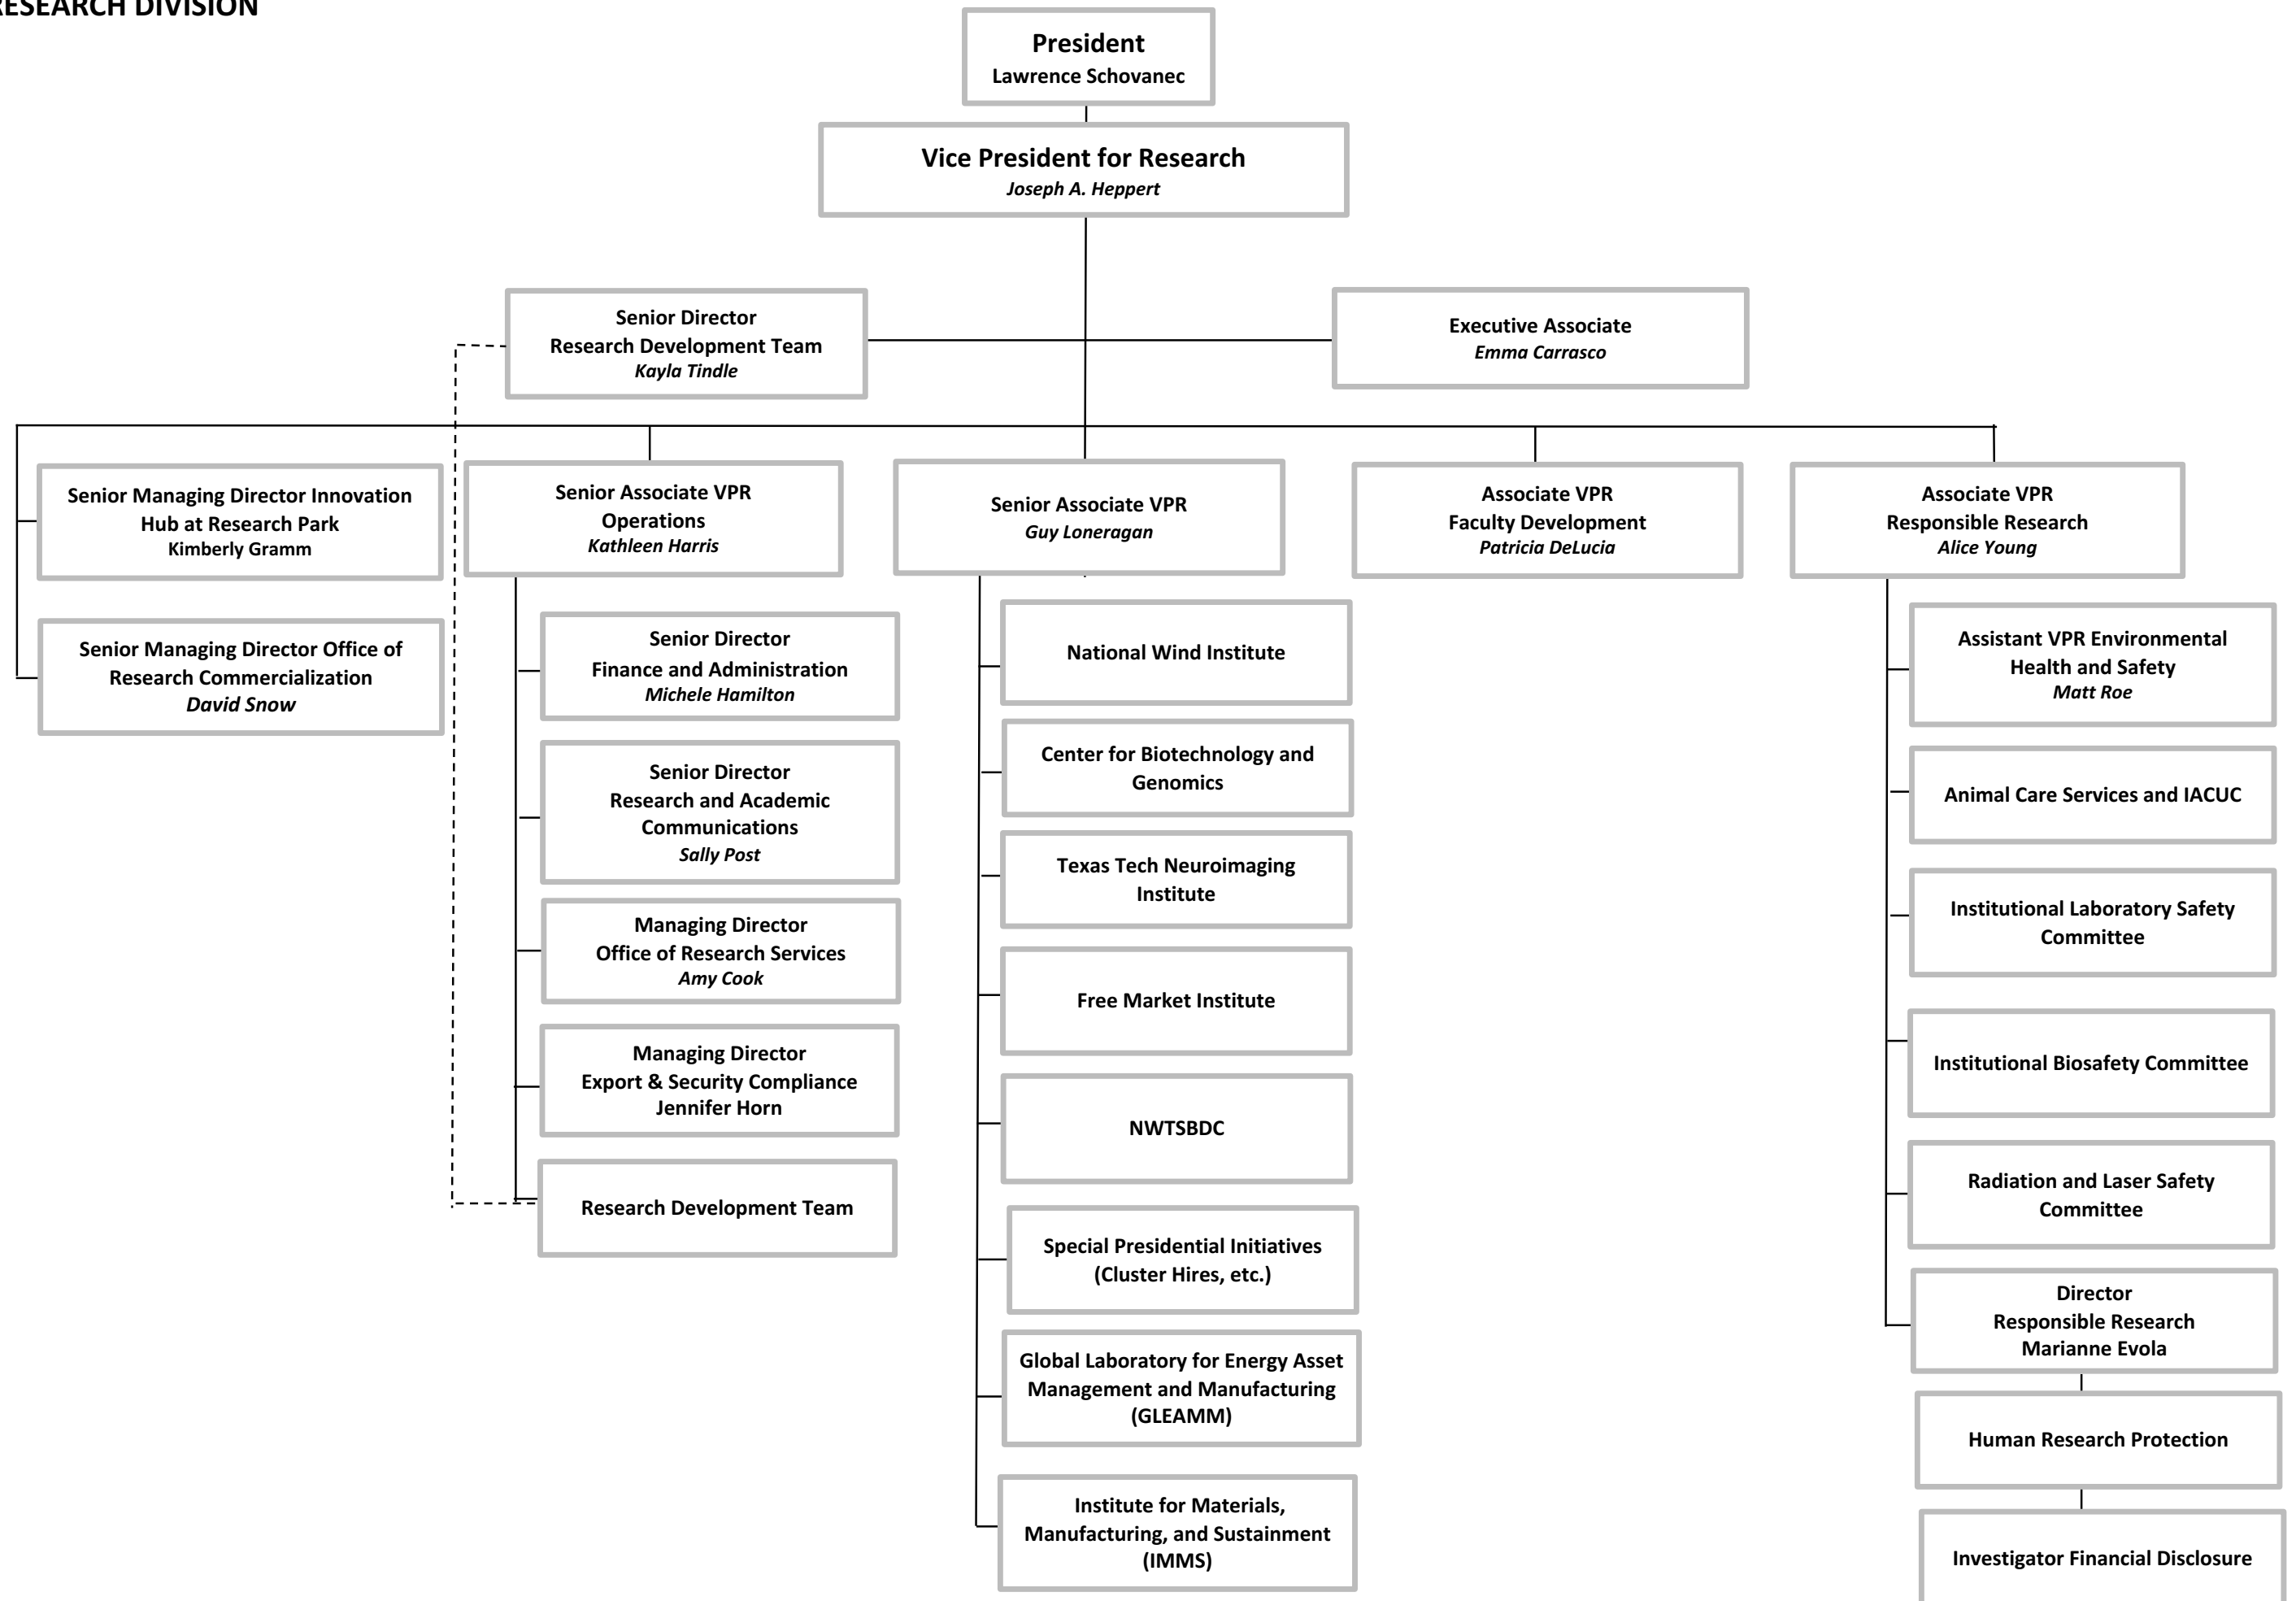 RESEARCH DIVISION
President
Lawrence Schovanec
Vice President for Research
Joseph A. Heppert
Senior Director
Research Development Team
Kayla Tindle
Executive Associate
Emma Carrasco
Senior Managing Director Innovation
Hub at Research Park
Kimberly Gramm
Senior Managing Director Office of
Research Commercialization
David Snow
Senior Associate VPR
Operations
Kathleen Harris
Senior Director
Finance and Administration
Michele Hamilton
Senior Director
Research and Academic
Communications
Sally Post
Managing Director
Office of Research Services
Amy Cook
Managing Director
Export & Security Compliance
Jennifer Horn
Research Development Team
Senior Associate VPR
Guy Loneragan
National Wind Institute
Center for Biotechnology and
Genomics
Texas Tech Neuroimaging
Institute
Free Market Institute
NWTSBDC
Special Presidential Initiatives
(Cluster Hires, etc.)
Global Laboratory for Energy Asset
Management and Manufacturing
(GLEAMM)
Institute for Materials,
Manufacturing, and Sustainment
(IMMS)
Associate VPR
Faculty Development
Patricia DeLucia
Associate VPR
Responsible Research
Alice Young
Assistant VPR Environmental
Health and Safety
Matt Roe
Animal Care Services and IACUC
Institutional Laboratory Safety
Committee
Institutional Biosafety Committee
Radiation and Laser Safety
Committee
Director
Responsible Research
Marianne Evola
Human Research Protection
Investigator Financial Disclosure